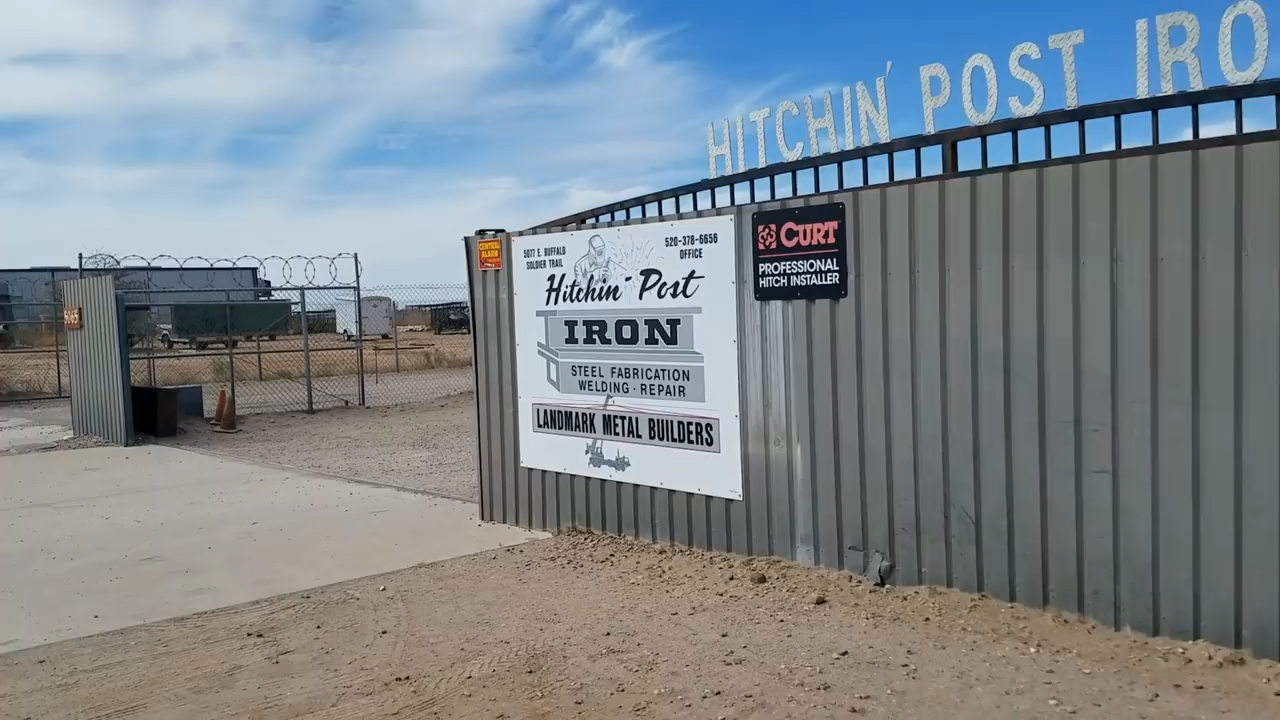 HITCHIN' POST IRO
CENTRAL
ALARM
5077 E. BUFFALO
SOLDIER TRAIL
520-378-6656
OFFICE
Hitchin' Post
IRON
STEEL FABRICATION
WELDING · REPAIR
LANDMARK METAL BUILDERS
CURT
PROFESSIONAL
HITCH INSTALLER